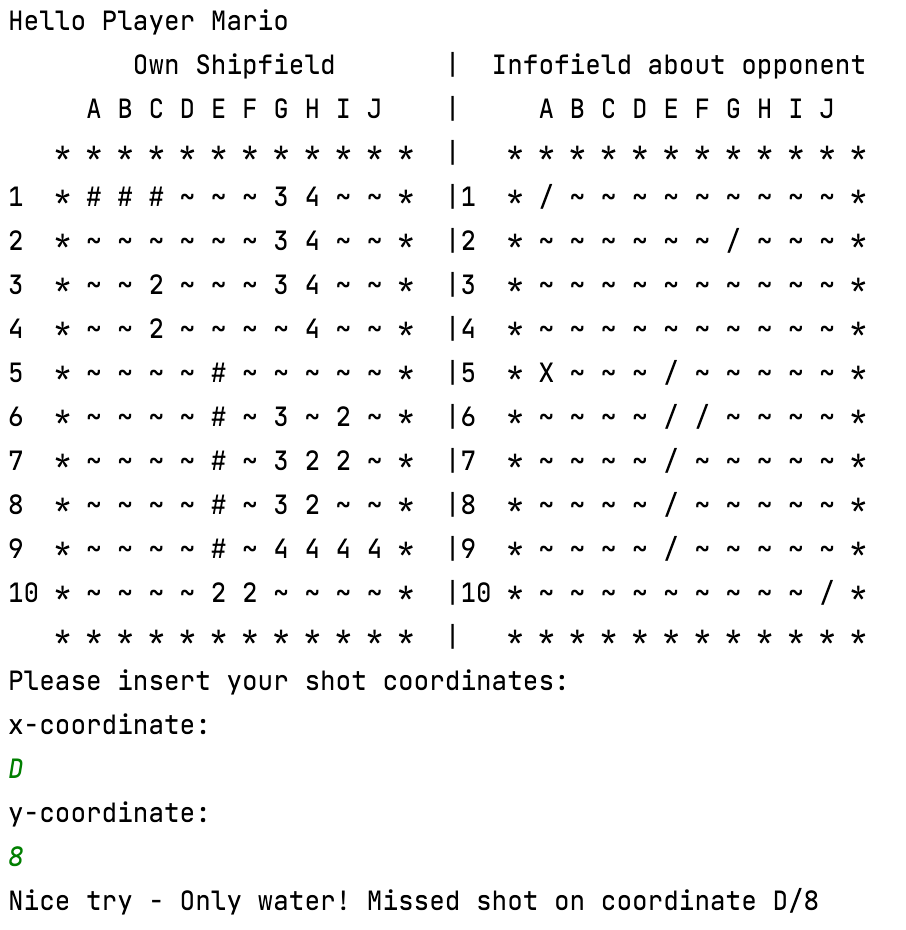 Hello Player Mario
        Own Shipfield       |  Infofield about opponent
     A B C D E F G H I J    |     A B C D E F G H I J
   * * * * * * * * * * * *  |   * * * * * * * * * * * *
1  * # # # ~ ~ ~ 3 4 ~ ~ *  |1  * / ~ ~ ~ ~ ~ ~ ~ ~ ~ *
2  * ~ ~ ~ ~ ~ ~ 3 4 ~ ~ *  |2  * ~ ~ ~ ~ ~ ~ / ~ ~ ~ *
3  * ~ ~ 2 ~ ~ ~ 3 4 ~ ~ *  |3  * ~ ~ ~ ~ ~ ~ ~ ~ ~ ~ *
4  * ~ ~ 2 ~ ~ ~ ~ 4 ~ ~ *  |4  * ~ ~ ~ ~ ~ ~ ~ ~ ~ ~ *
5  * ~ ~ ~ ~ # ~ ~ ~ ~ ~ *  |5  * X ~ ~ ~ / ~ ~ ~ ~ ~ *
6  * ~ ~ ~ ~ # ~ 3 ~ 2 ~ *  |6  * ~ ~ ~ ~ / / ~ ~ ~ ~ *
7  * ~ ~ ~ ~ # ~ 3 2 2 ~ *  |7  * ~ ~ ~ ~ / ~ ~ ~ ~ ~ *
8  * ~ ~ ~ ~ # ~ 3 2 ~ ~ *  |8  * ~ ~ ~ ~ / ~ ~ ~ ~ ~ *
9  * ~ ~ ~ ~ # ~ 4 4 4 4 *  |9  * ~ ~ ~ ~ / ~ ~ ~ ~ ~ *
10 * ~ ~ ~ ~ 2 2 ~ ~ ~ ~ *  |10 * ~ ~ ~ ~ ~ ~ ~ ~ ~ / *
   * * * * * * * * * * * *  |   * * * * * * * * * * * *
Please insert your shot coordinates:
x-coordinate:
D
y-coordinate:
8
Nice try - Only water! Missed shot on coordinate D/8